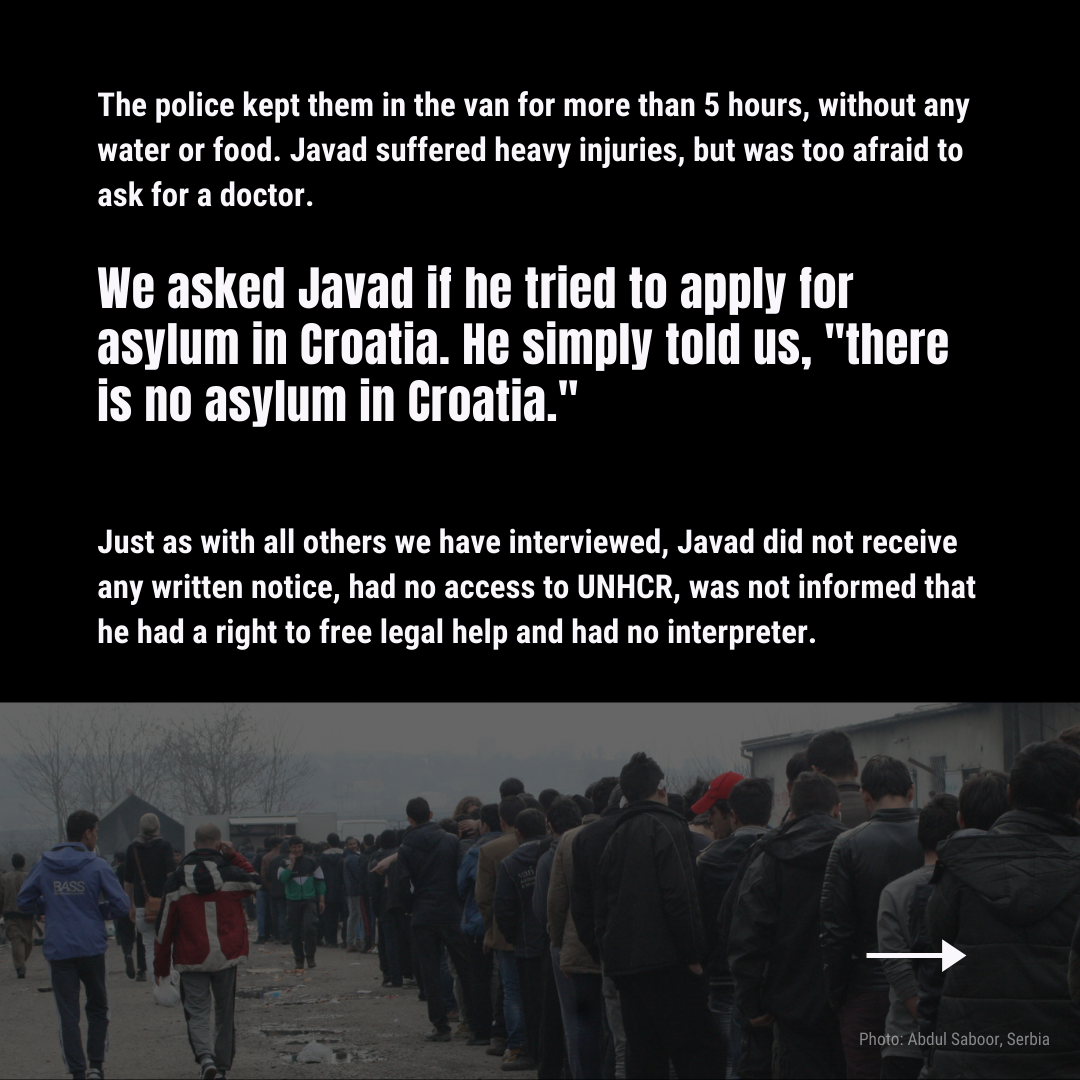 The police kept them in the van for more than 5 hours, without any
water or food. Javad suffered heavy injuries, but was too afraid to
ask for a doctor.
We asked Javad if he tried to apply for
asylum in Croatia. He simply told us, "there
is no asylum in Croatia."
Just as with all others we have interviewed, Javad did not receive
any written notice, had no access to UNHCR, was not informed that
he had a right to free legal help and had no interpreter.
BASS
Photo: Abdul Saboor, Serbia